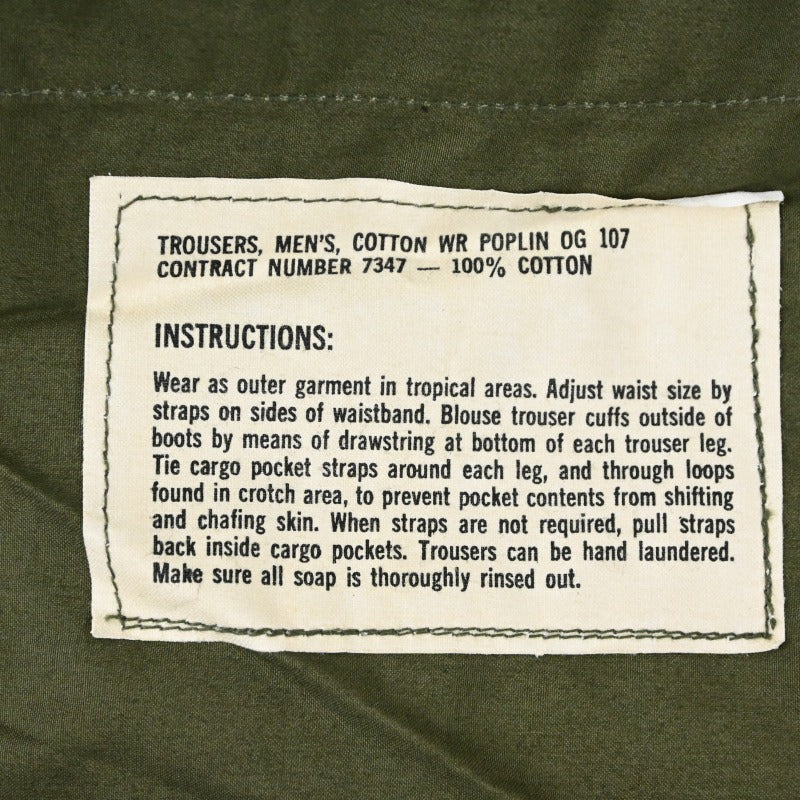 TROUSERS, MEN'S, COTTON WR POPLIN OG 107
CONTRACT NUMBER 7347 — 100% COTTON
INSTRUCTIONS:
Wear as outer garment in tropical areas. Adjust waist size by
straps on sides of waistband. Blouse trouser cuffs outside of
boots by means of drawstring at bottom of each trouser leg.
Tie cargo pocket straps around each leg, and through loops
found in crotch area, to prevent pocket contents from shifting
and chafing skin. When straps are not required, pull straps
back inside cargo pockets. Trousers can be hand laundered.
Make sure all soap is thoroughly rinsed out.